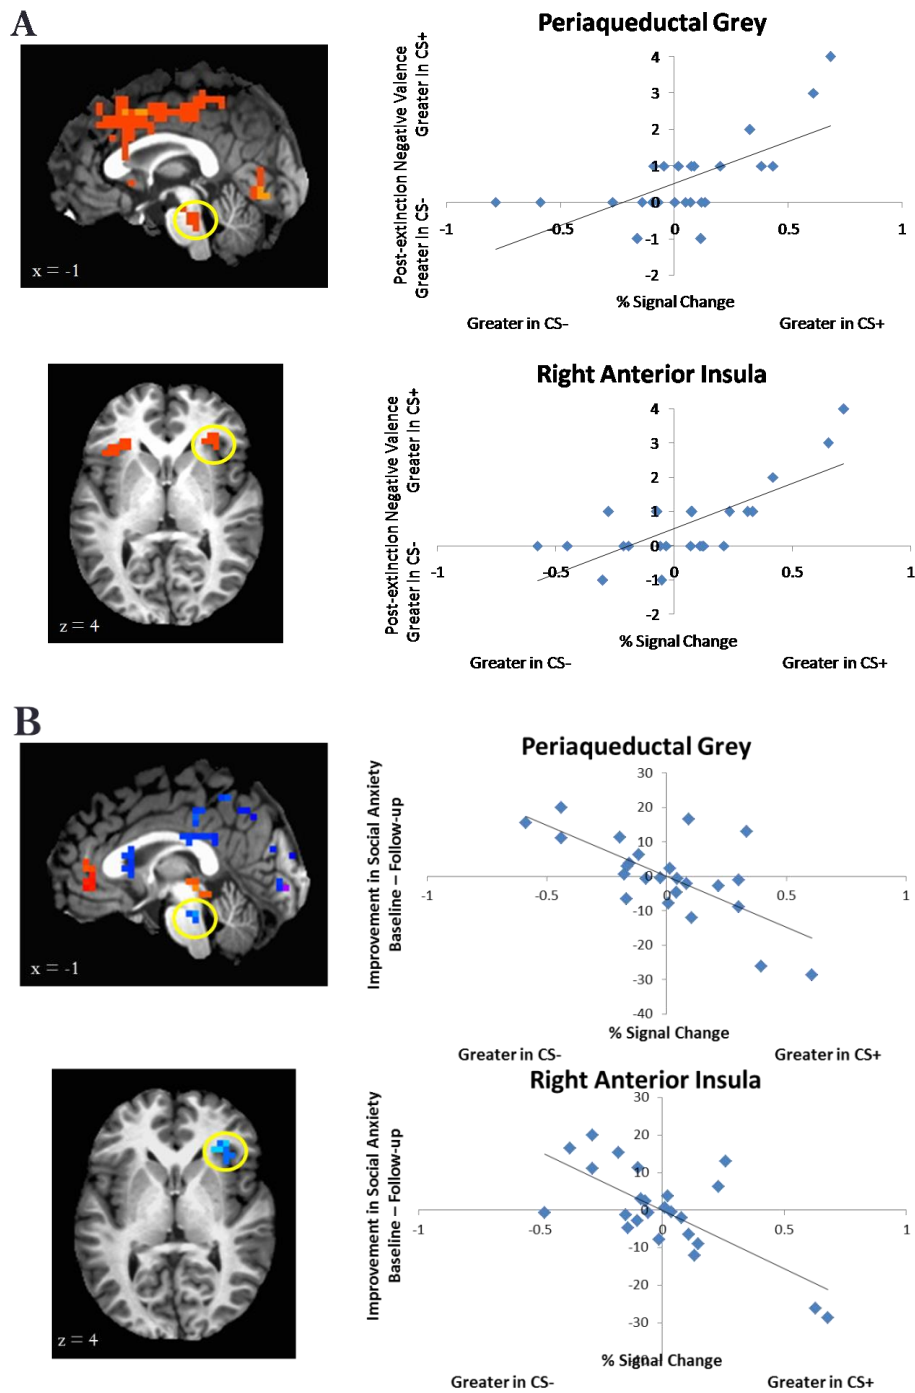 A
Periaqueductal Grey
Post-extinction Negative Valence
Greater in CS- Greater in CS+
4
3
2
1
0
-1
-2
-1 -0.5 0 0.5 1
% Signal Change
Greater in CS- Greater in CS+
x = -1
Right Anterior Insula
Post-extinction Negative Valence
Greater in CS- Greater in CS+
4
3
2
1
0
-1
-2
-1 -0.5 0 0.5 1
% Signal Change
Greater in CS- Greater in CS+
z = 4
B
Periaqueductal Grey
Improvement in Social Anxiety
Baseline – Follow-up
30
20
10
0
-10
-20
-30
-40
-1 -0.5 0 0.5 1
% Signal Change
Greater in CS- Greater in CS+
x = -1
Right Anterior Insula
Improvement in Social Anxiety
Baseline – Follow-up
30
20
10
0
-10
-20
-30
-40
-1 -0.5 0 0.5 1
% Signal Change
Greater in CS- Greater in CS+
z = 4